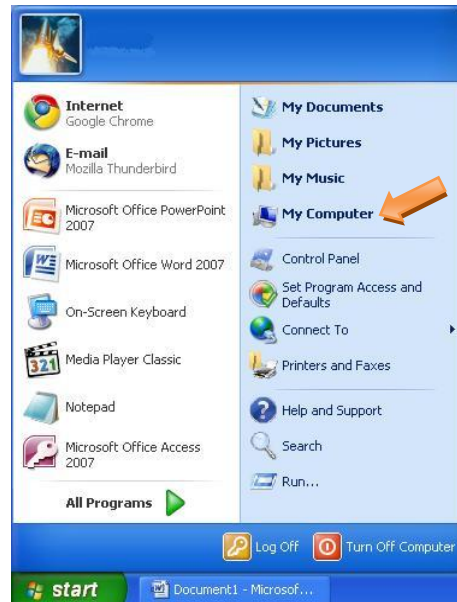 Internet
Google Chrome
E-mail
Mozilla Thunderbird
Microsoft Office PowerPoint
2007
Microsoft Office Word 2007
On-Screen Keyboard
321
Media Player Classic
Notepad
Microsoft Office Access
2007
All Programs
My Documents
My Pictures
My Music
My Computer
Control Panel
Set Program Access and
Defaults
Connect To
Printers and Faxes
Help and Support
Search
Run...
Log Off
Turn Off Computer
start
Document1 - Microsof...